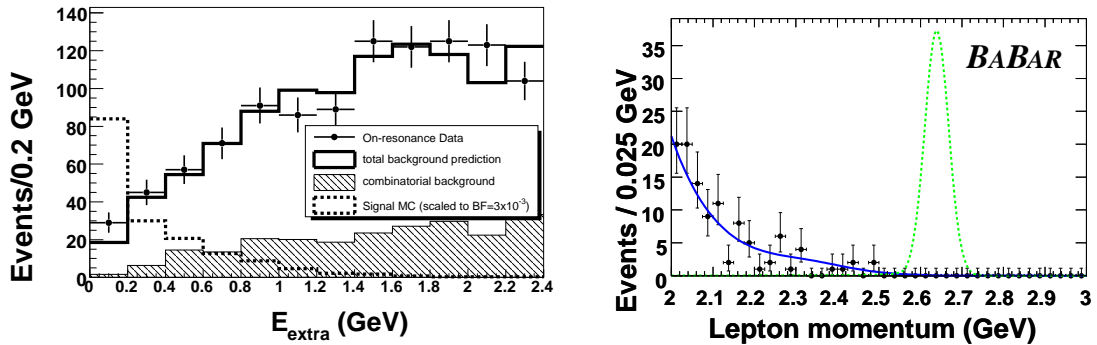 Events/0.2 GeV
140
120
100
80
60
40
20
0
0 0.2 0.4 0.6 0.8 1 1.2 1.4 1.6 1.8 2 2.2 2.4
E_extra (GeV)
On-resonance Data
total background prediction
combinatorial background
Signal MC (scaled to BF=3x10^-3)
Events / 0.025 GeV
35
30
25
20
15
10
5
0
BABAR
2 2.1 2.2 2.3 2.4 2.5 2.6 2.7 2.8 2.9 3
Lepton momentum (GeV)